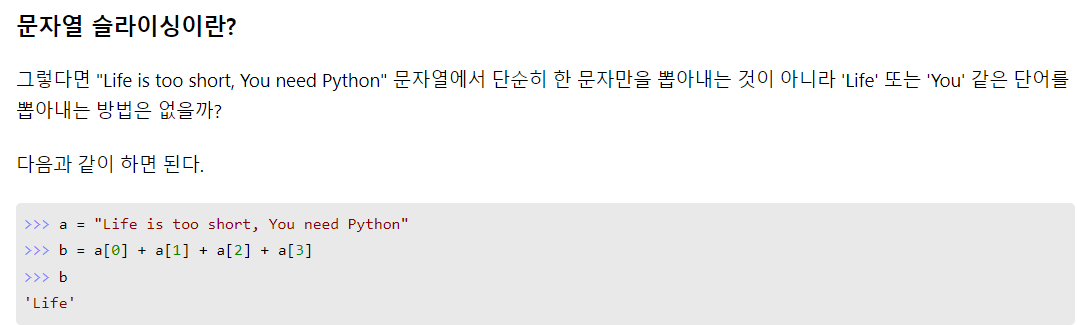 문자열 슬라이싱이란?
그렇다면 "Life is too short, You need Python" 문자열에서 단순히 한 문자만을 뽑아내는 것이 아니라 'Life' 또는 'You' 같은 단어를
뽑아내는 방법은 없을까?
다음과 같이 하면 된다.
>>> a = "Life is too short, You need Python"
>>> b = a[0] + a[1] + a[2] + a[3]
>>> b
'Life'